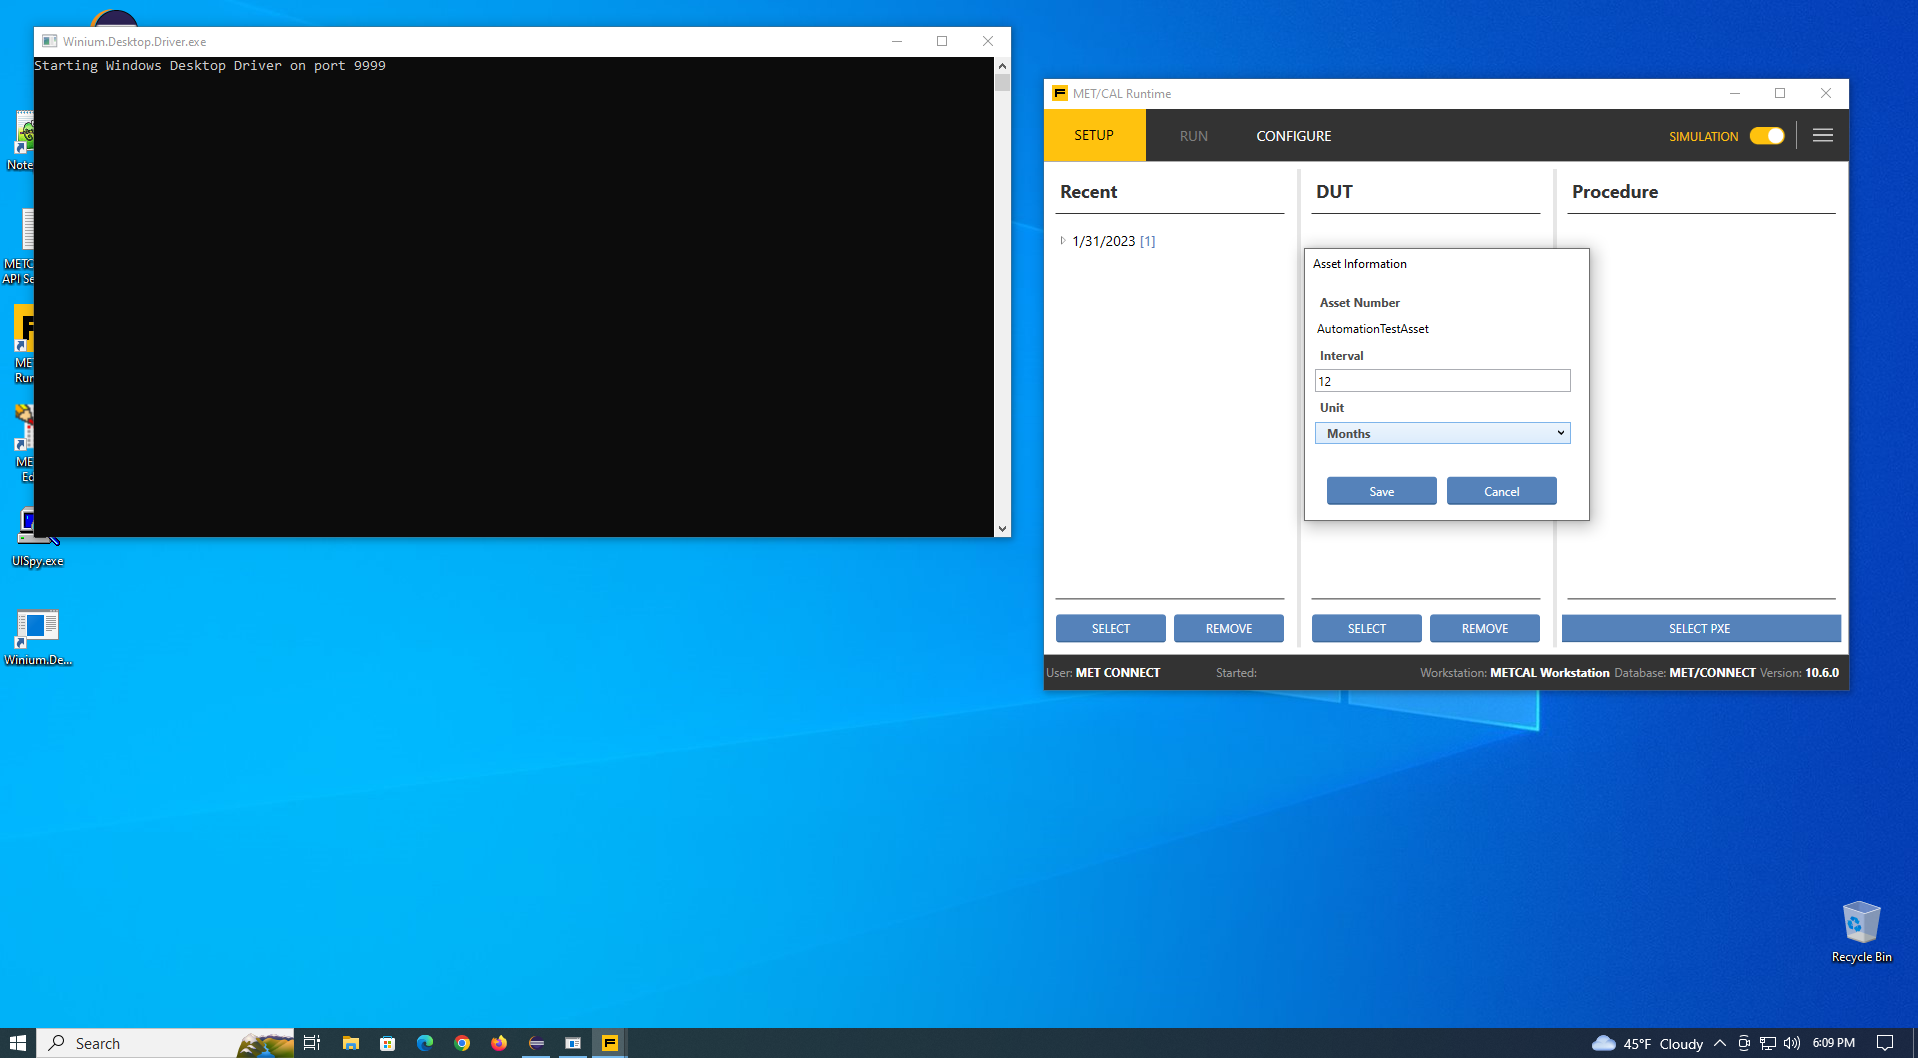 Winium.Desktop.Driver.exe
Starting Windows Desktop Driver on port 9999
Note
METC
API Se
MET
Run
MET
Ed
UISpy.exe
Winium.De...
MET/CAL Runtime
SETUP
RUN
CONFIGURE
SIMULATION
Recent
DUT
Procedure
1/31/2023 [1]
Asset Information
Asset Number
AutomationTestAsset
Interval
12
Unit
Months
Save
Cancel
SELECT
REMOVE
SELECT
REMOVE
SELECT PXE
User: MET CONNECT
Started:
Workstation: METCAL Workstation Database: MET/CONNECT Version: 10.6.0
Recycle Bin
Search
45°F Cloudy
6:09 PM